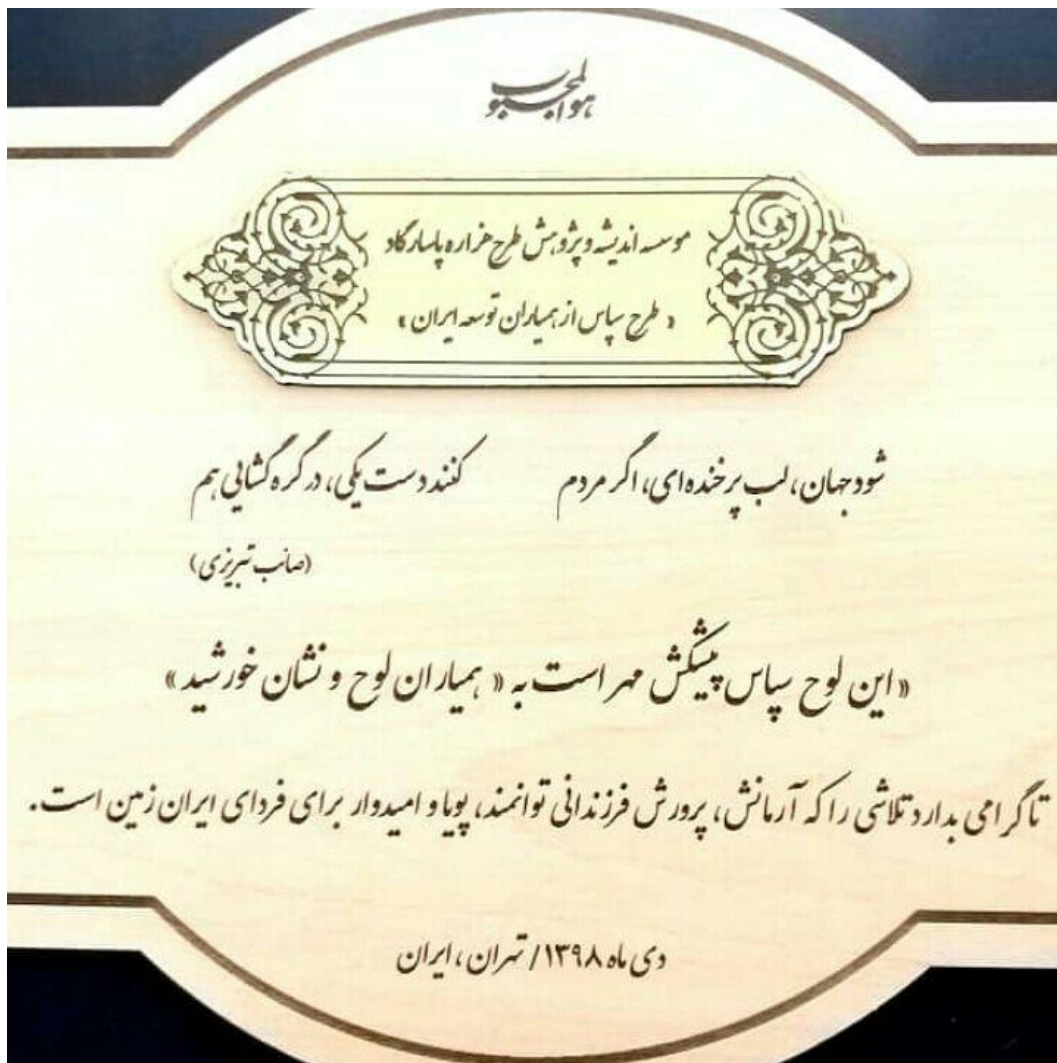 هوالمحبوب
موسسه اندیشه و پژوهش طرح هزاره پاسارگاد
« طرح سپاس از همیاران توسعه ایران »
شود جهان، لب پر خنده‌ای، اگر مردم کنند دست یکی، در گره گشایی هم
(صائب تبریزی)
«این لوح سپاس پیشکش مهر است به « همیاران لوح و نشان خورشید »
تا گرامی بدارد تلاشی را که آرمانش، پرورش فرزندانی توانمند، پویا و امیدوار برای فردای ایران زمین است.
دی ماه ۱۳۹۸ / تهران، ایران